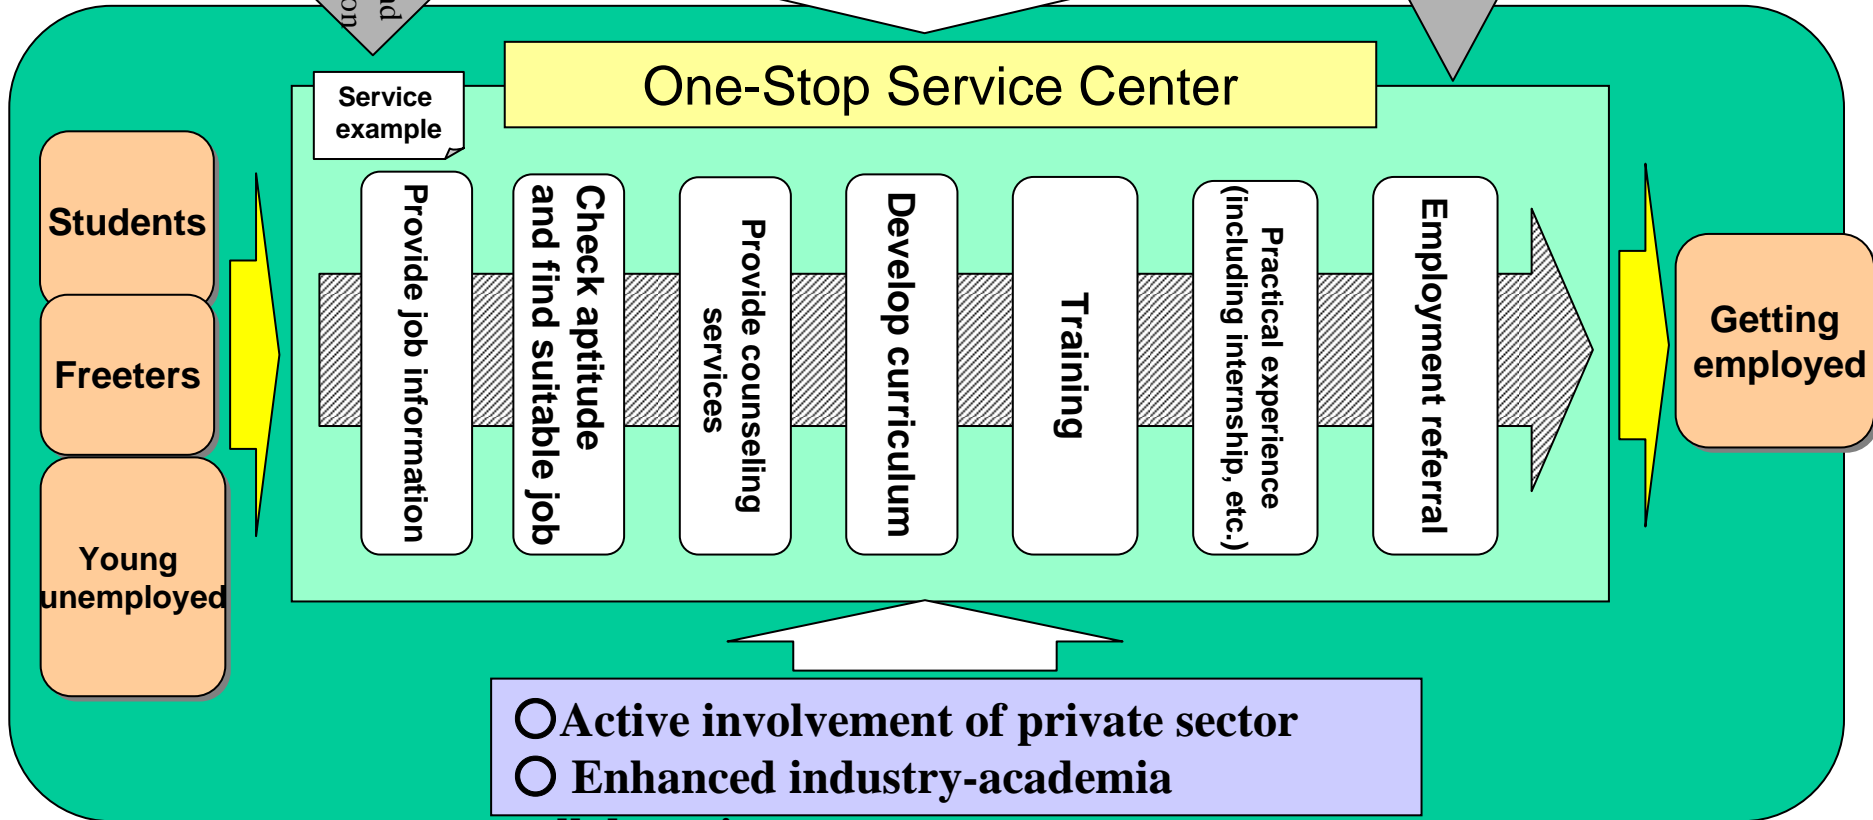 One-Stop Service Center
Service
example
Students
Freeters
Young
unemployed
Provide job information
Check aptitude
and find suitable job
Provide counseling
services
Develop curriculum
Training
Practical experience
(including internship, etc.)
Employment referral
Getting
employed
○Active involvement of private sector
○ Enhanced industry-academia